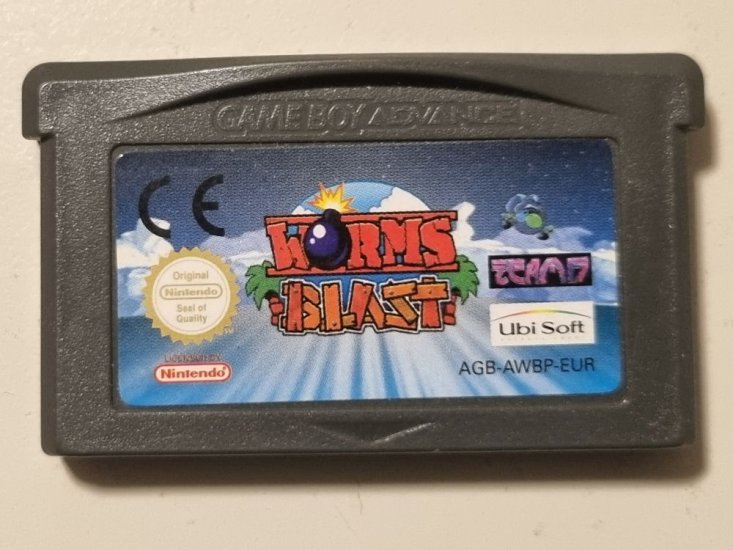 GAME BOY ADVANCE
CE
WORMS
BLAST
Original
Nintendo
Seal of
Quality
LICENSED BY
Nintendo
TEAM17
Ubi Soft
AGB-AWBP-EUR